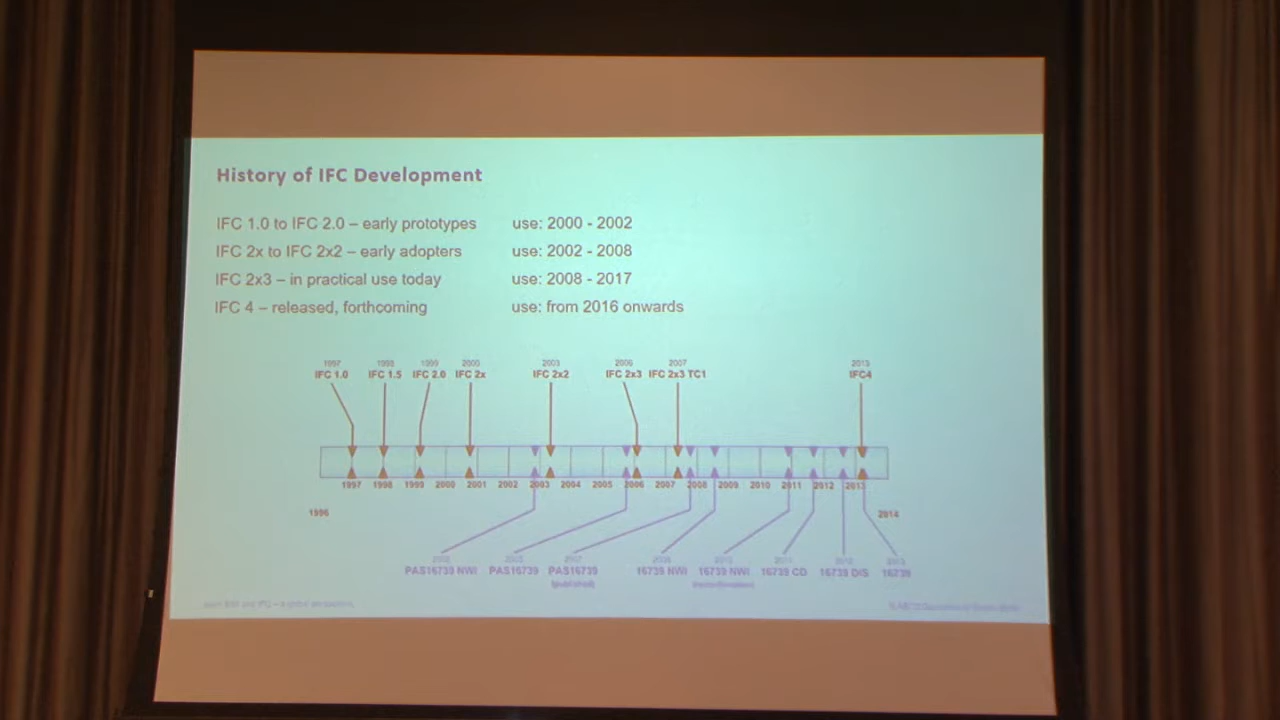 History of IFC Development
IFC 1.0 to IFC 2.0 – early prototypes use: 2000 - 2002
IFC 2x to IFC 2x2 – early adopters use: 2002 - 2008
IFC 2x3 – in practical use today use: 2008 - 2017
IFC 4 – released, forthcoming use: from 2016 onwards
1997 1998 1999 2000 2003 2006 2007 2013
IFC 1.0 IFC 1.5 IFC 2.0 IFC 2x IFC 2x2 IFC 2x3 IFC 2x3 TC1 IFC4
1997 1998 1999 2000 2001 2002 2003 2004 2005 2006 2007 2008 2009 2010 2011 2012 2013
1996 2014
PAS16739 NWI PAS16739 PAS16739 16739 NWI 16739 NWI 16739 CD 16739 DIS 16739
(published)